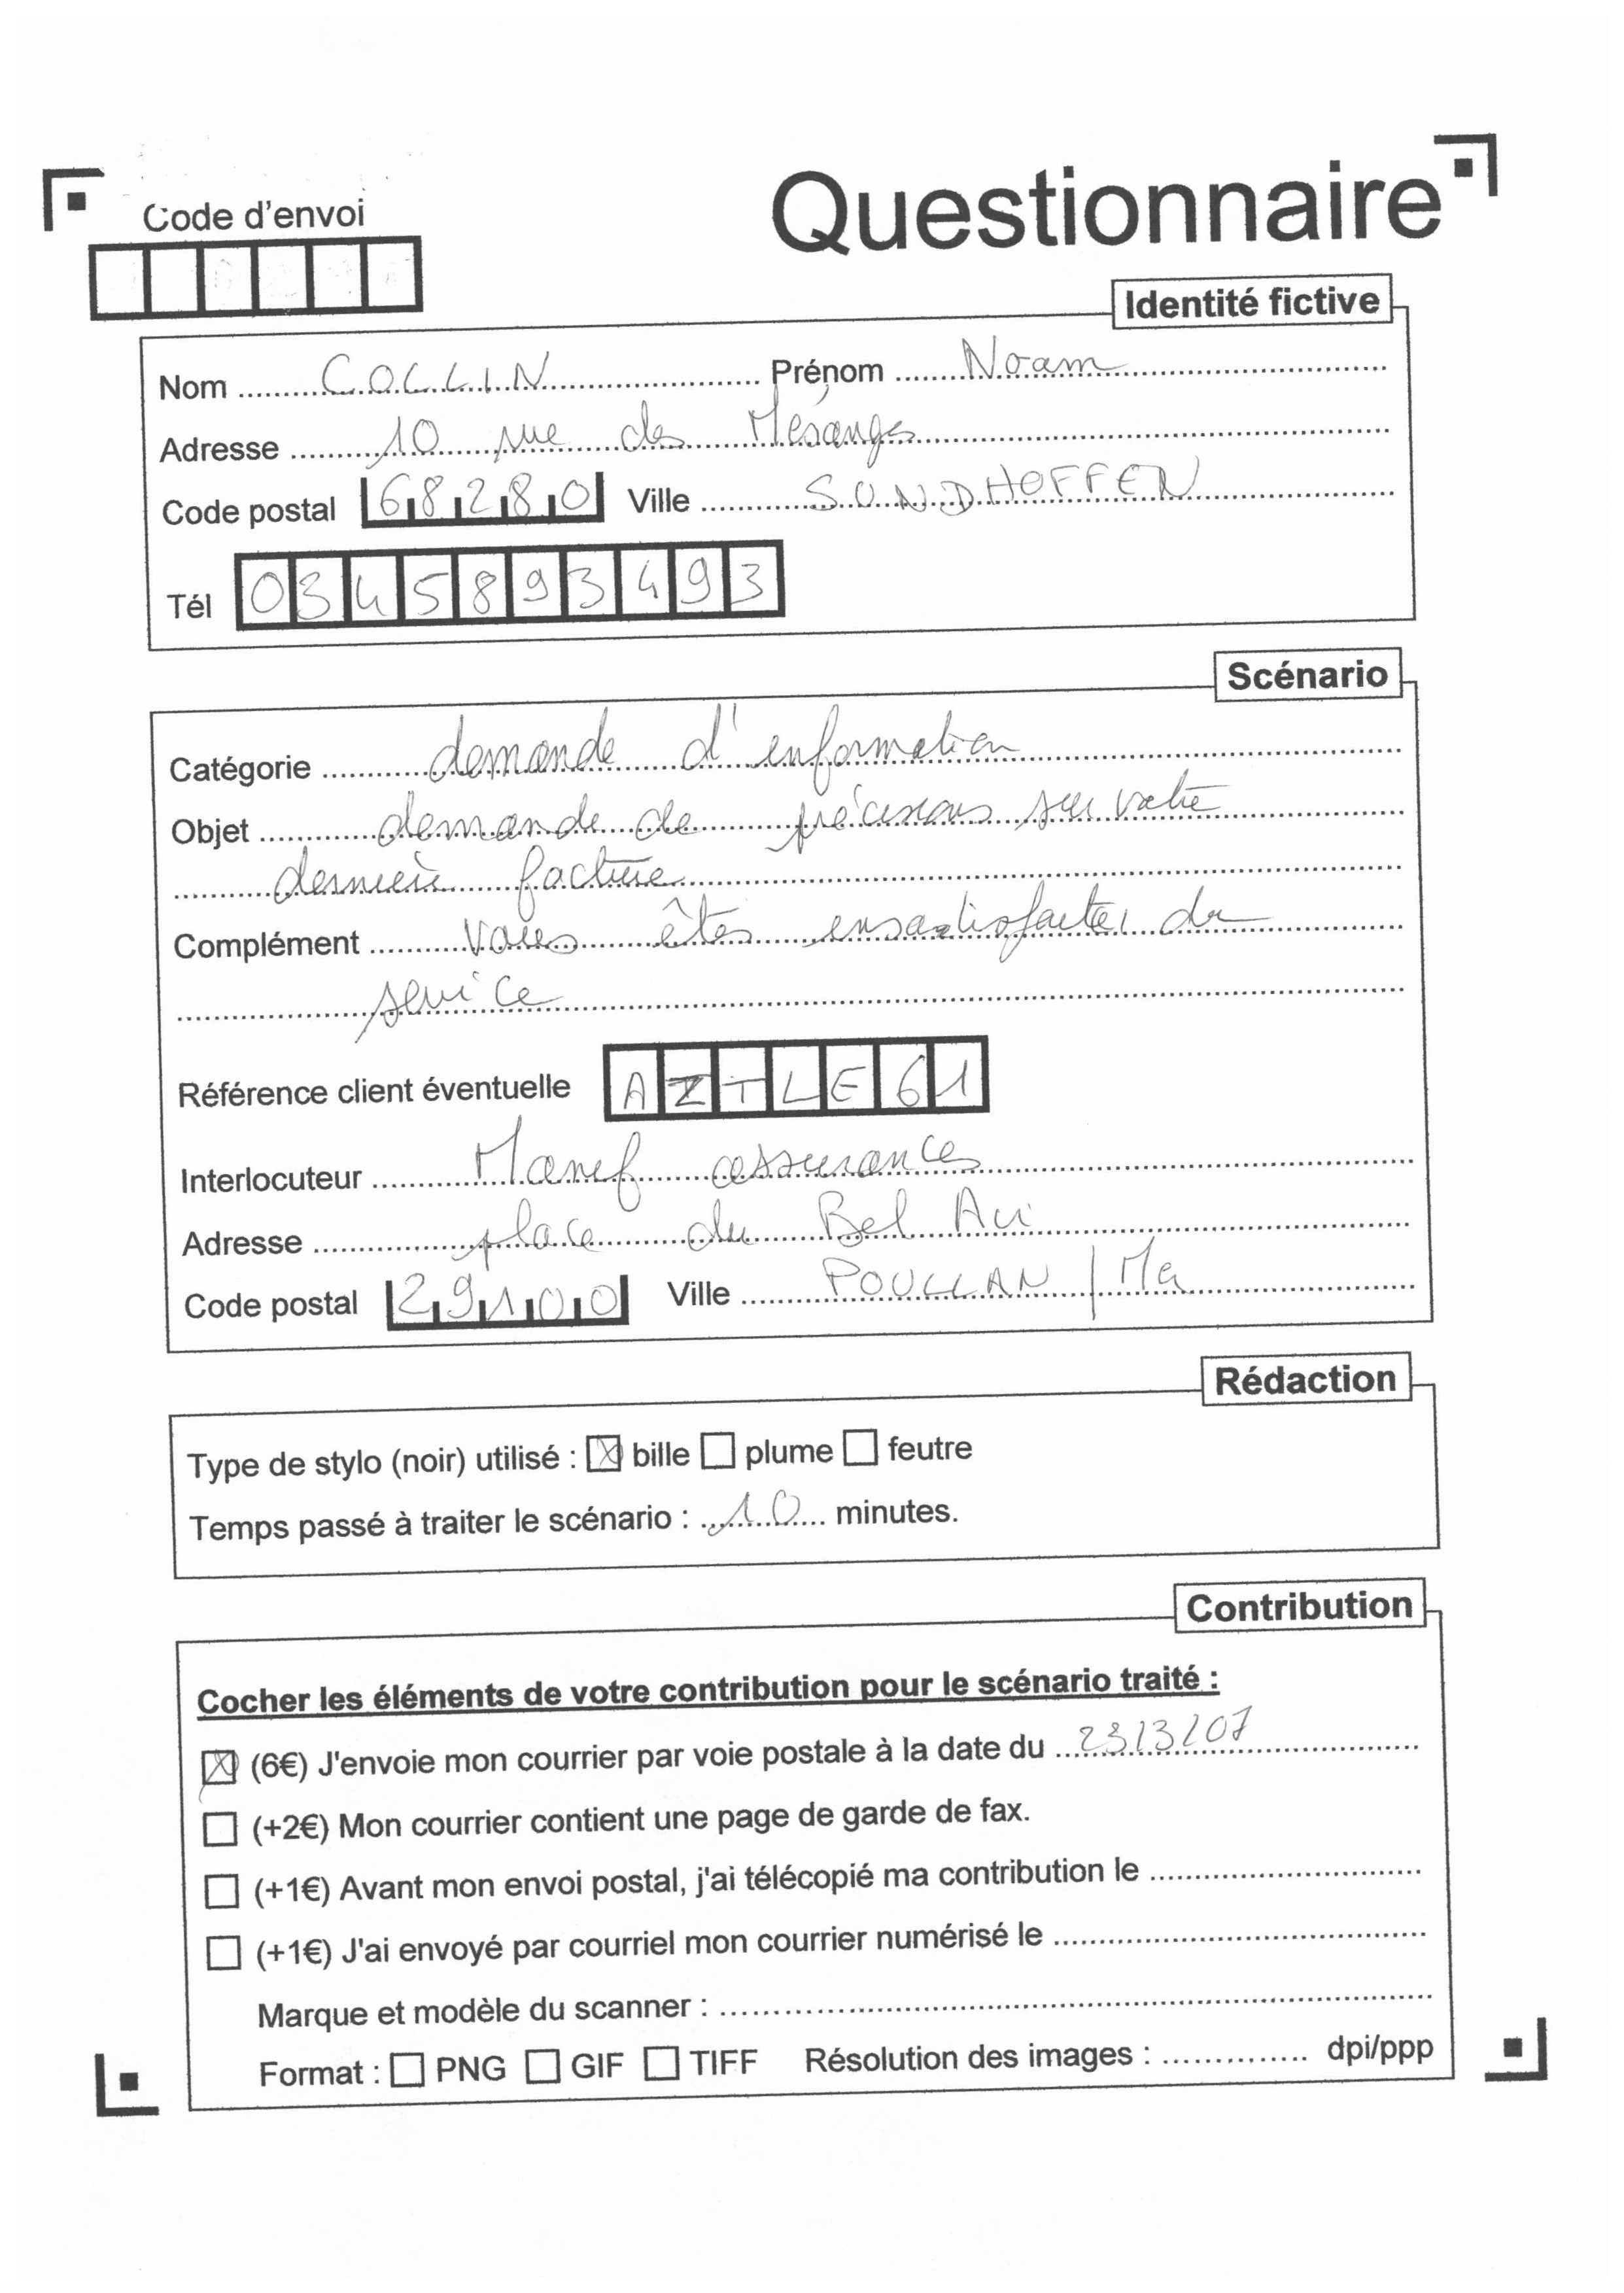 Code d'envoi
Questionnaire
Identité fictive
Nom COLLIN Prénom Noam
Adresse 10 rue des Mésanges
Code postal 68280 Ville SUNDHOFFEN
Tél 0345893493
Scénario
Catégorie demande d'information
Objet demande de précisions sur votre
dernière facture
Complément Vous êtes insatisfait(e) du
service
Référence client éventuelle AZTLE61
Interlocuteur assurances
Adresse place du Bel Air
Code postal 29100 Ville POULLAN / Mer
Rédaction
Type de stylo (noir) utilisé : ☒ bille ☐ plume ☐ feutre
Temps passé à traiter le scénario : 10 minutes.
Contribution
Cocher les éléments de votre contribution pour le scénario traité :
☒ (6€) J'envoie mon courrier par voie postale à la date du 23/3/07
☐ (+2€) Mon courrier contient une page de garde de fax.
☐ (+1€) Avant mon envoi postal, j'ai télécopié ma contribution le
☐ (+1€) J'ai envoyé par courriel mon courrier numérisé le
Marque et modèle du scanner :
Format : ☐ PNG ☐ GIF ☐ TIFF Résolution des images : dpi/ppp